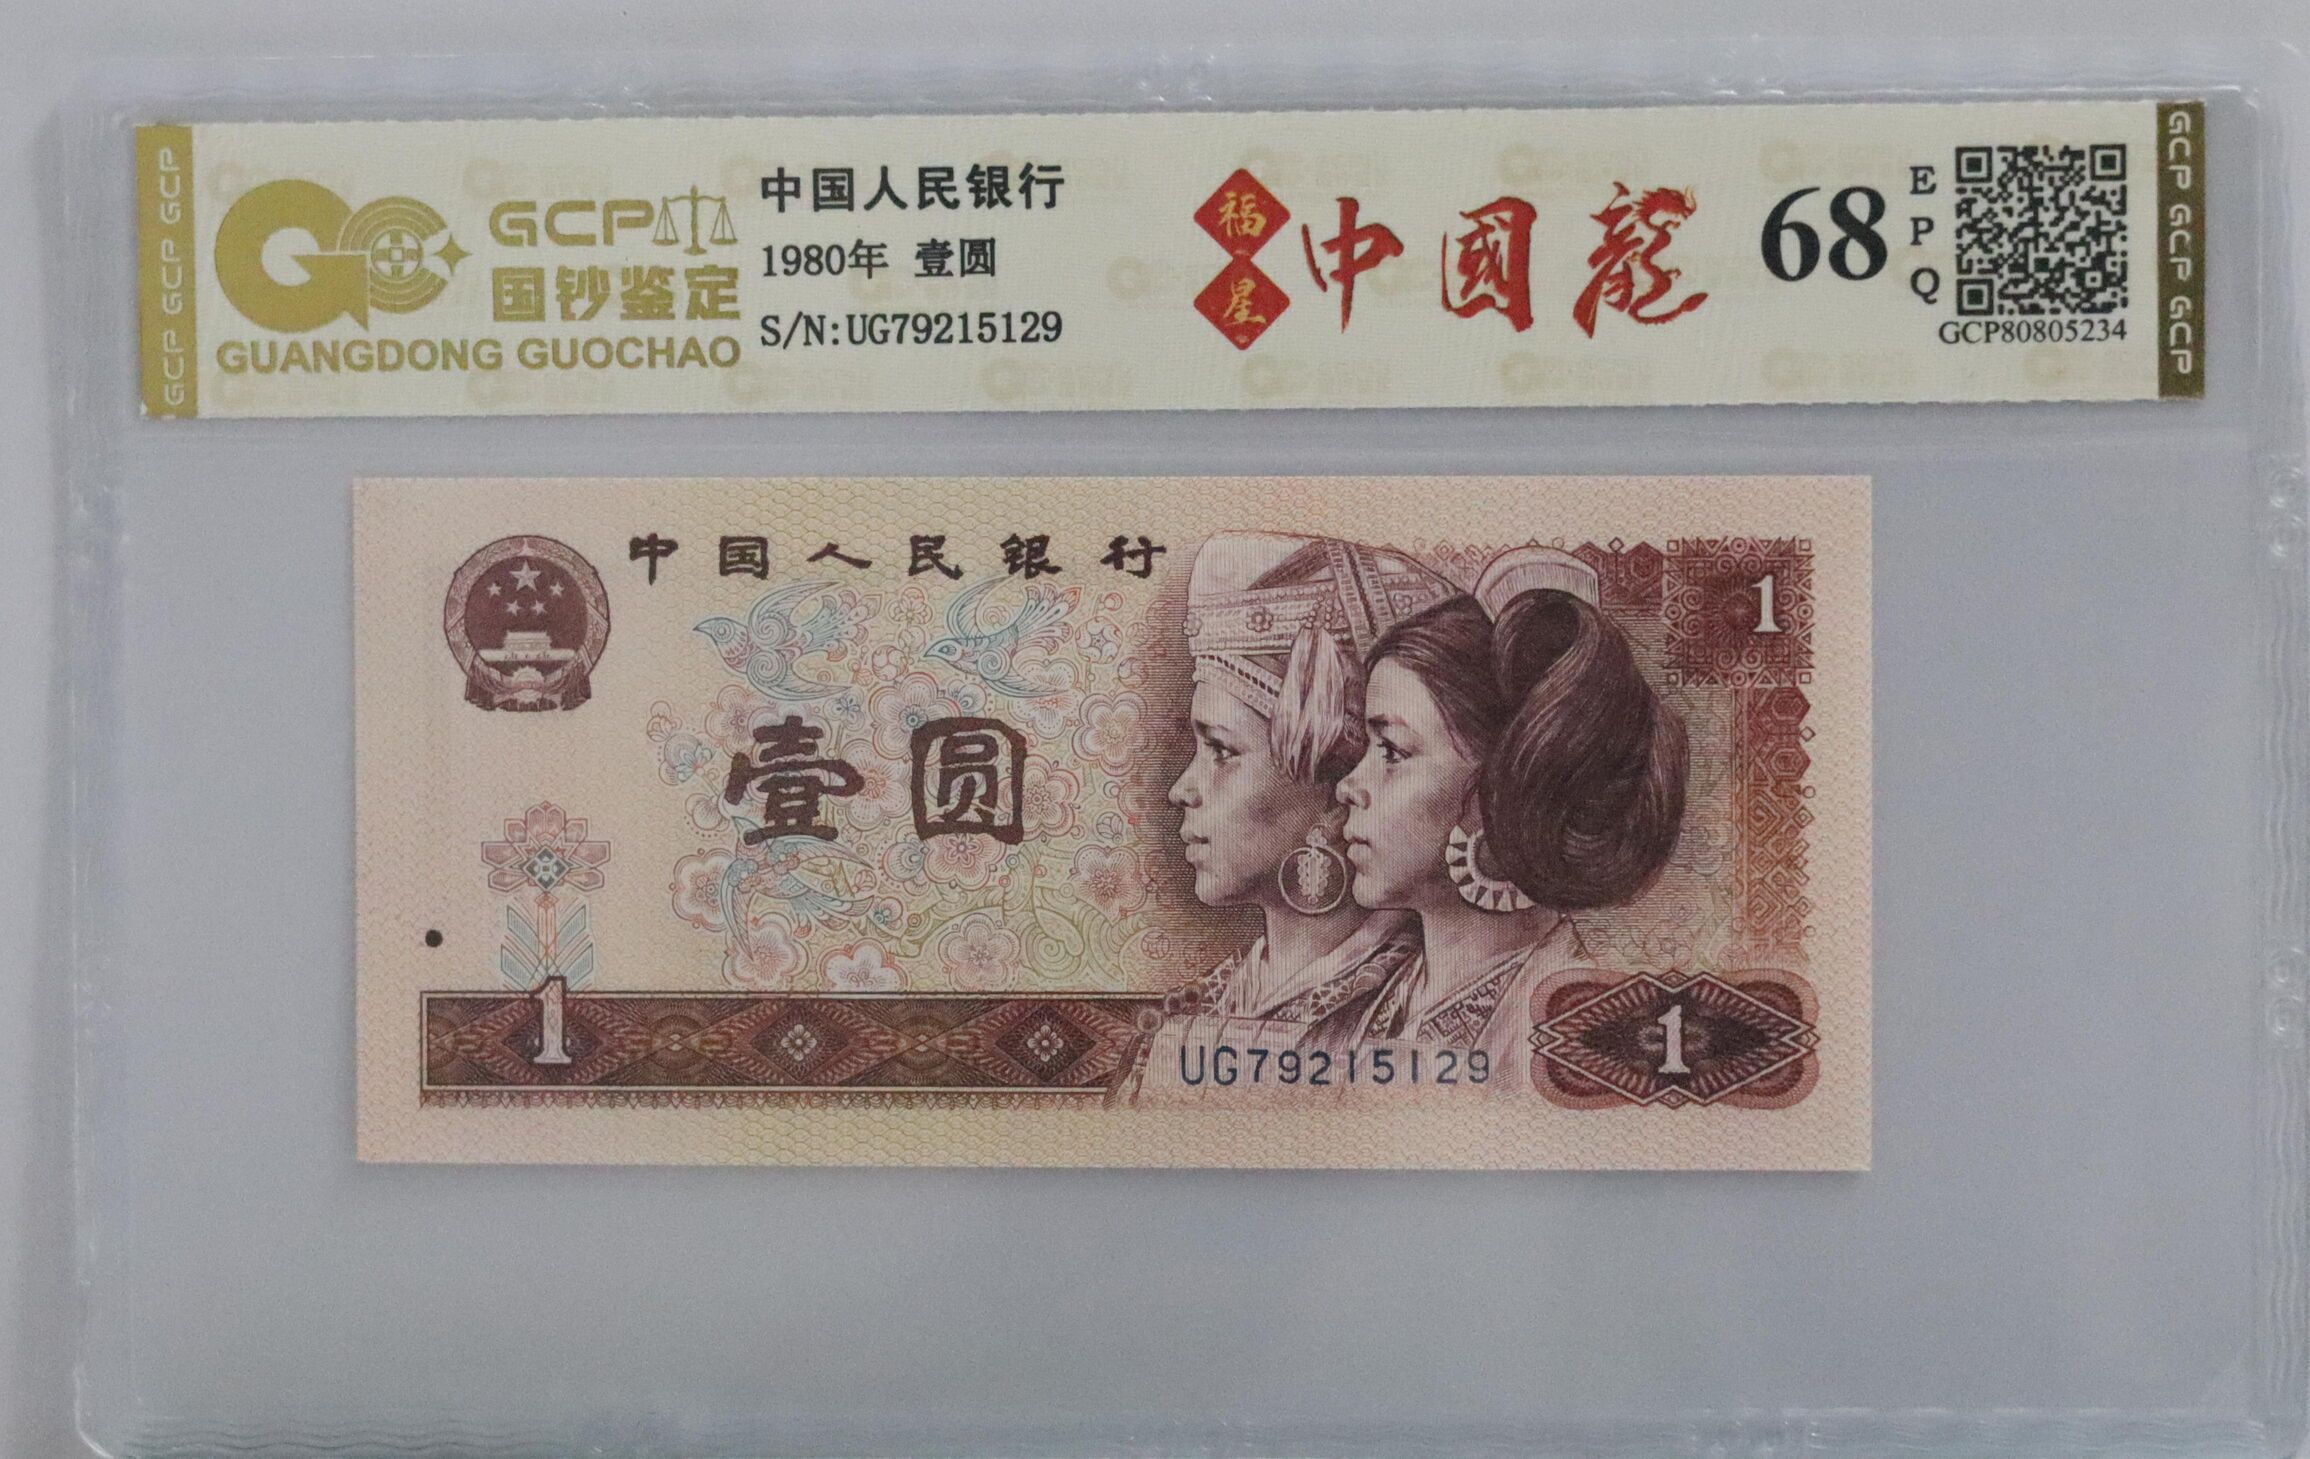 GCP GCP GCP
GCP
国钞鉴定
GUANGDONG GUOCHAO
中国人民银行
1980年 壹圆
S/N:UG79215129
福星
中國龍
68
EPQ
GCP80805234
GCP GCP GCP
中国人民银行
1
壹圆
1
UG79215129
1